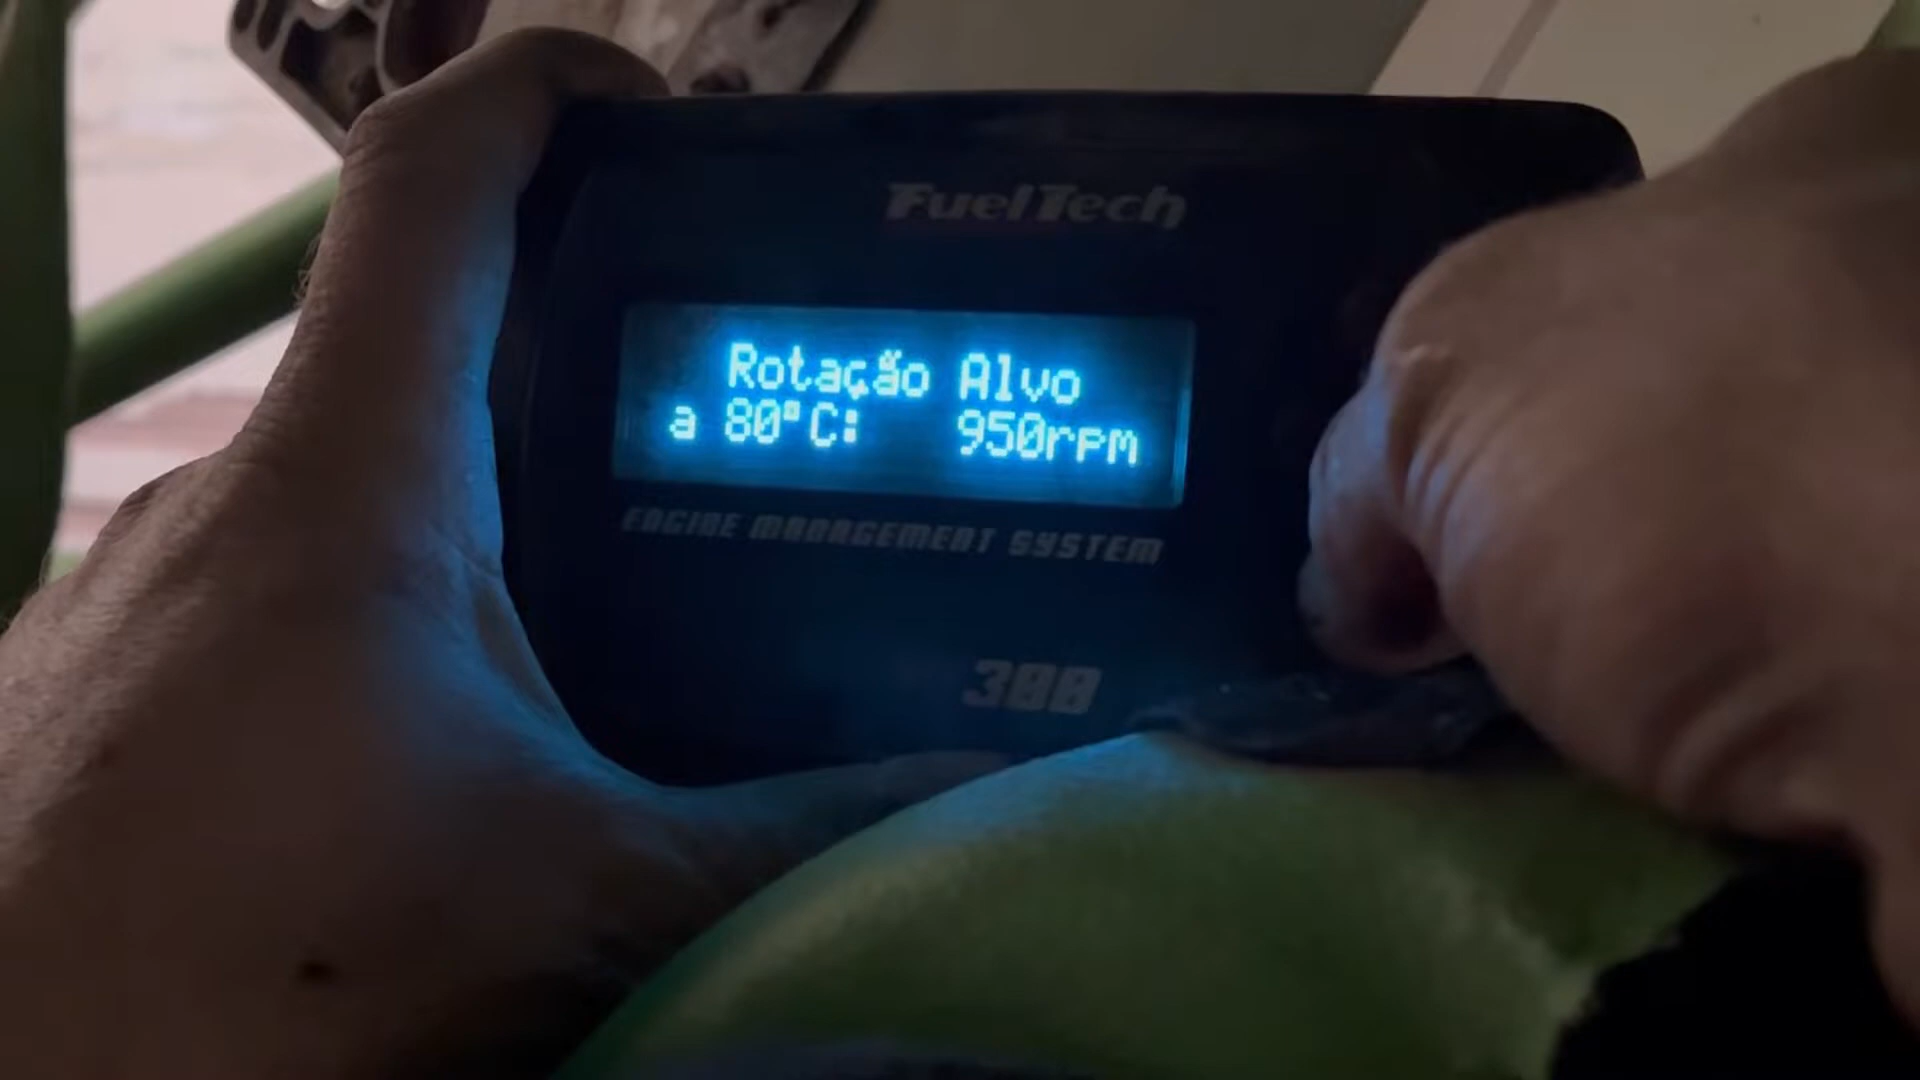 FuelTech
Rotação Alvo
a 80°C: 950rpm
ENGINE MANAGEMENT SYSTEM
300